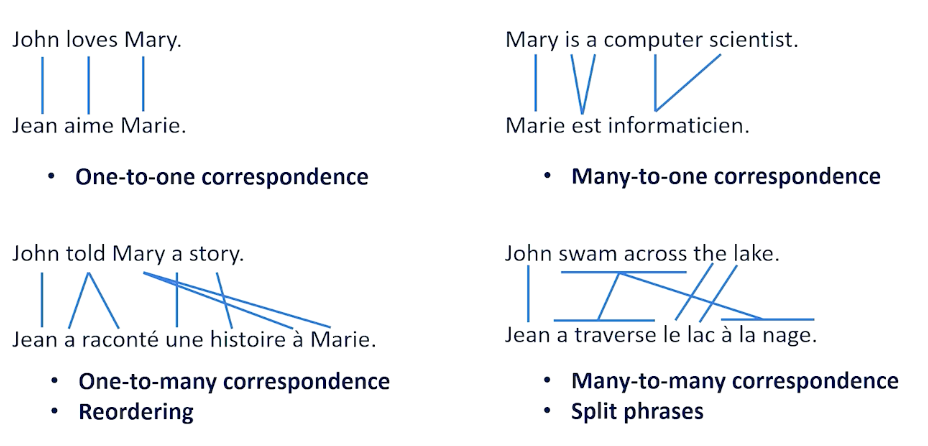 John loves Mary.
Jean aime Marie.
• One-to-one correspondence
Mary is a computer scientist.
Marie est informaticien.
• Many-to-one correspondence
John told Mary a story.
Jean a raconté une histoire à Marie.
• One-to-many correspondence
• Reordering
John swam across the lake.
Jean a traverse le lac à la nage.
• Many-to-many correspondence
• Split phrases